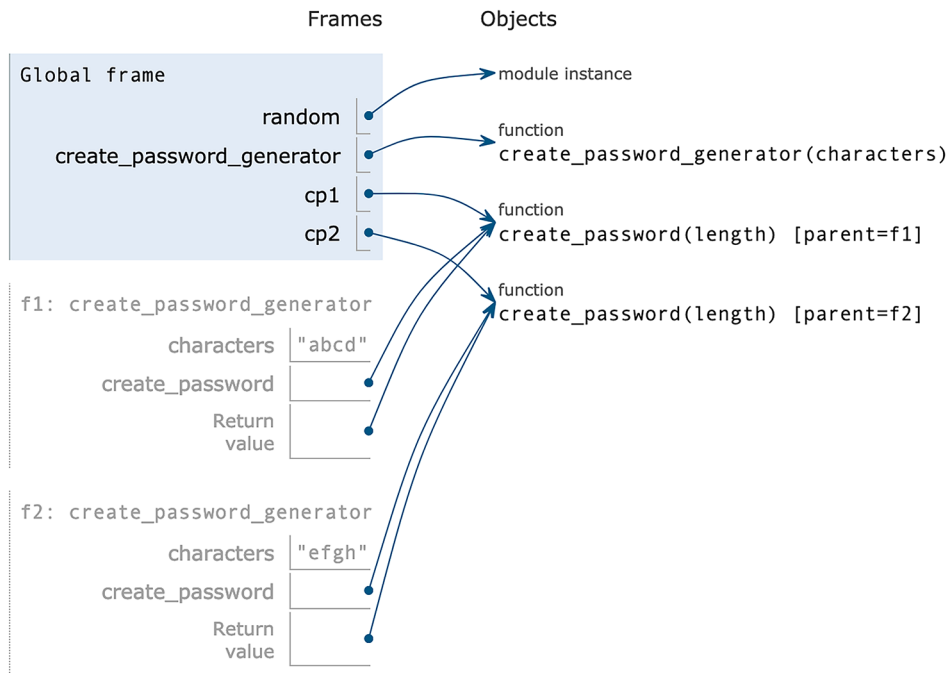 Frames
Objects
Global frame
random
create_password_generator
cp1
cp2
module instance
function
create_password_generator(characters)
function
create_password(length) [parent=f1]
function
create_password(length) [parent=f2]
f1: create_password_generator
characters "abcd"
create_password
Return
value
f2: create_password_generator
characters "efgh"
create_password
Return
value